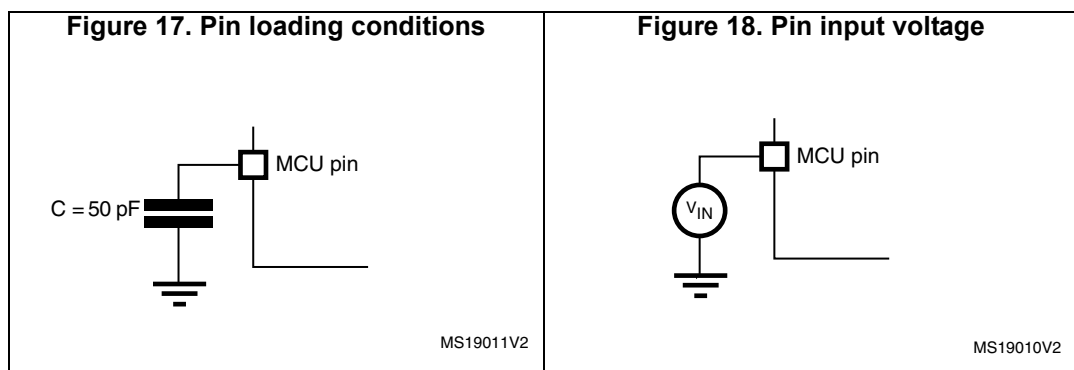 Figure 17. Pin loading conditions
Figure 18. Pin input voltage
MCU pin
C = 50 pF
MS19011V2
MCU pin
VIN
MS19010V2